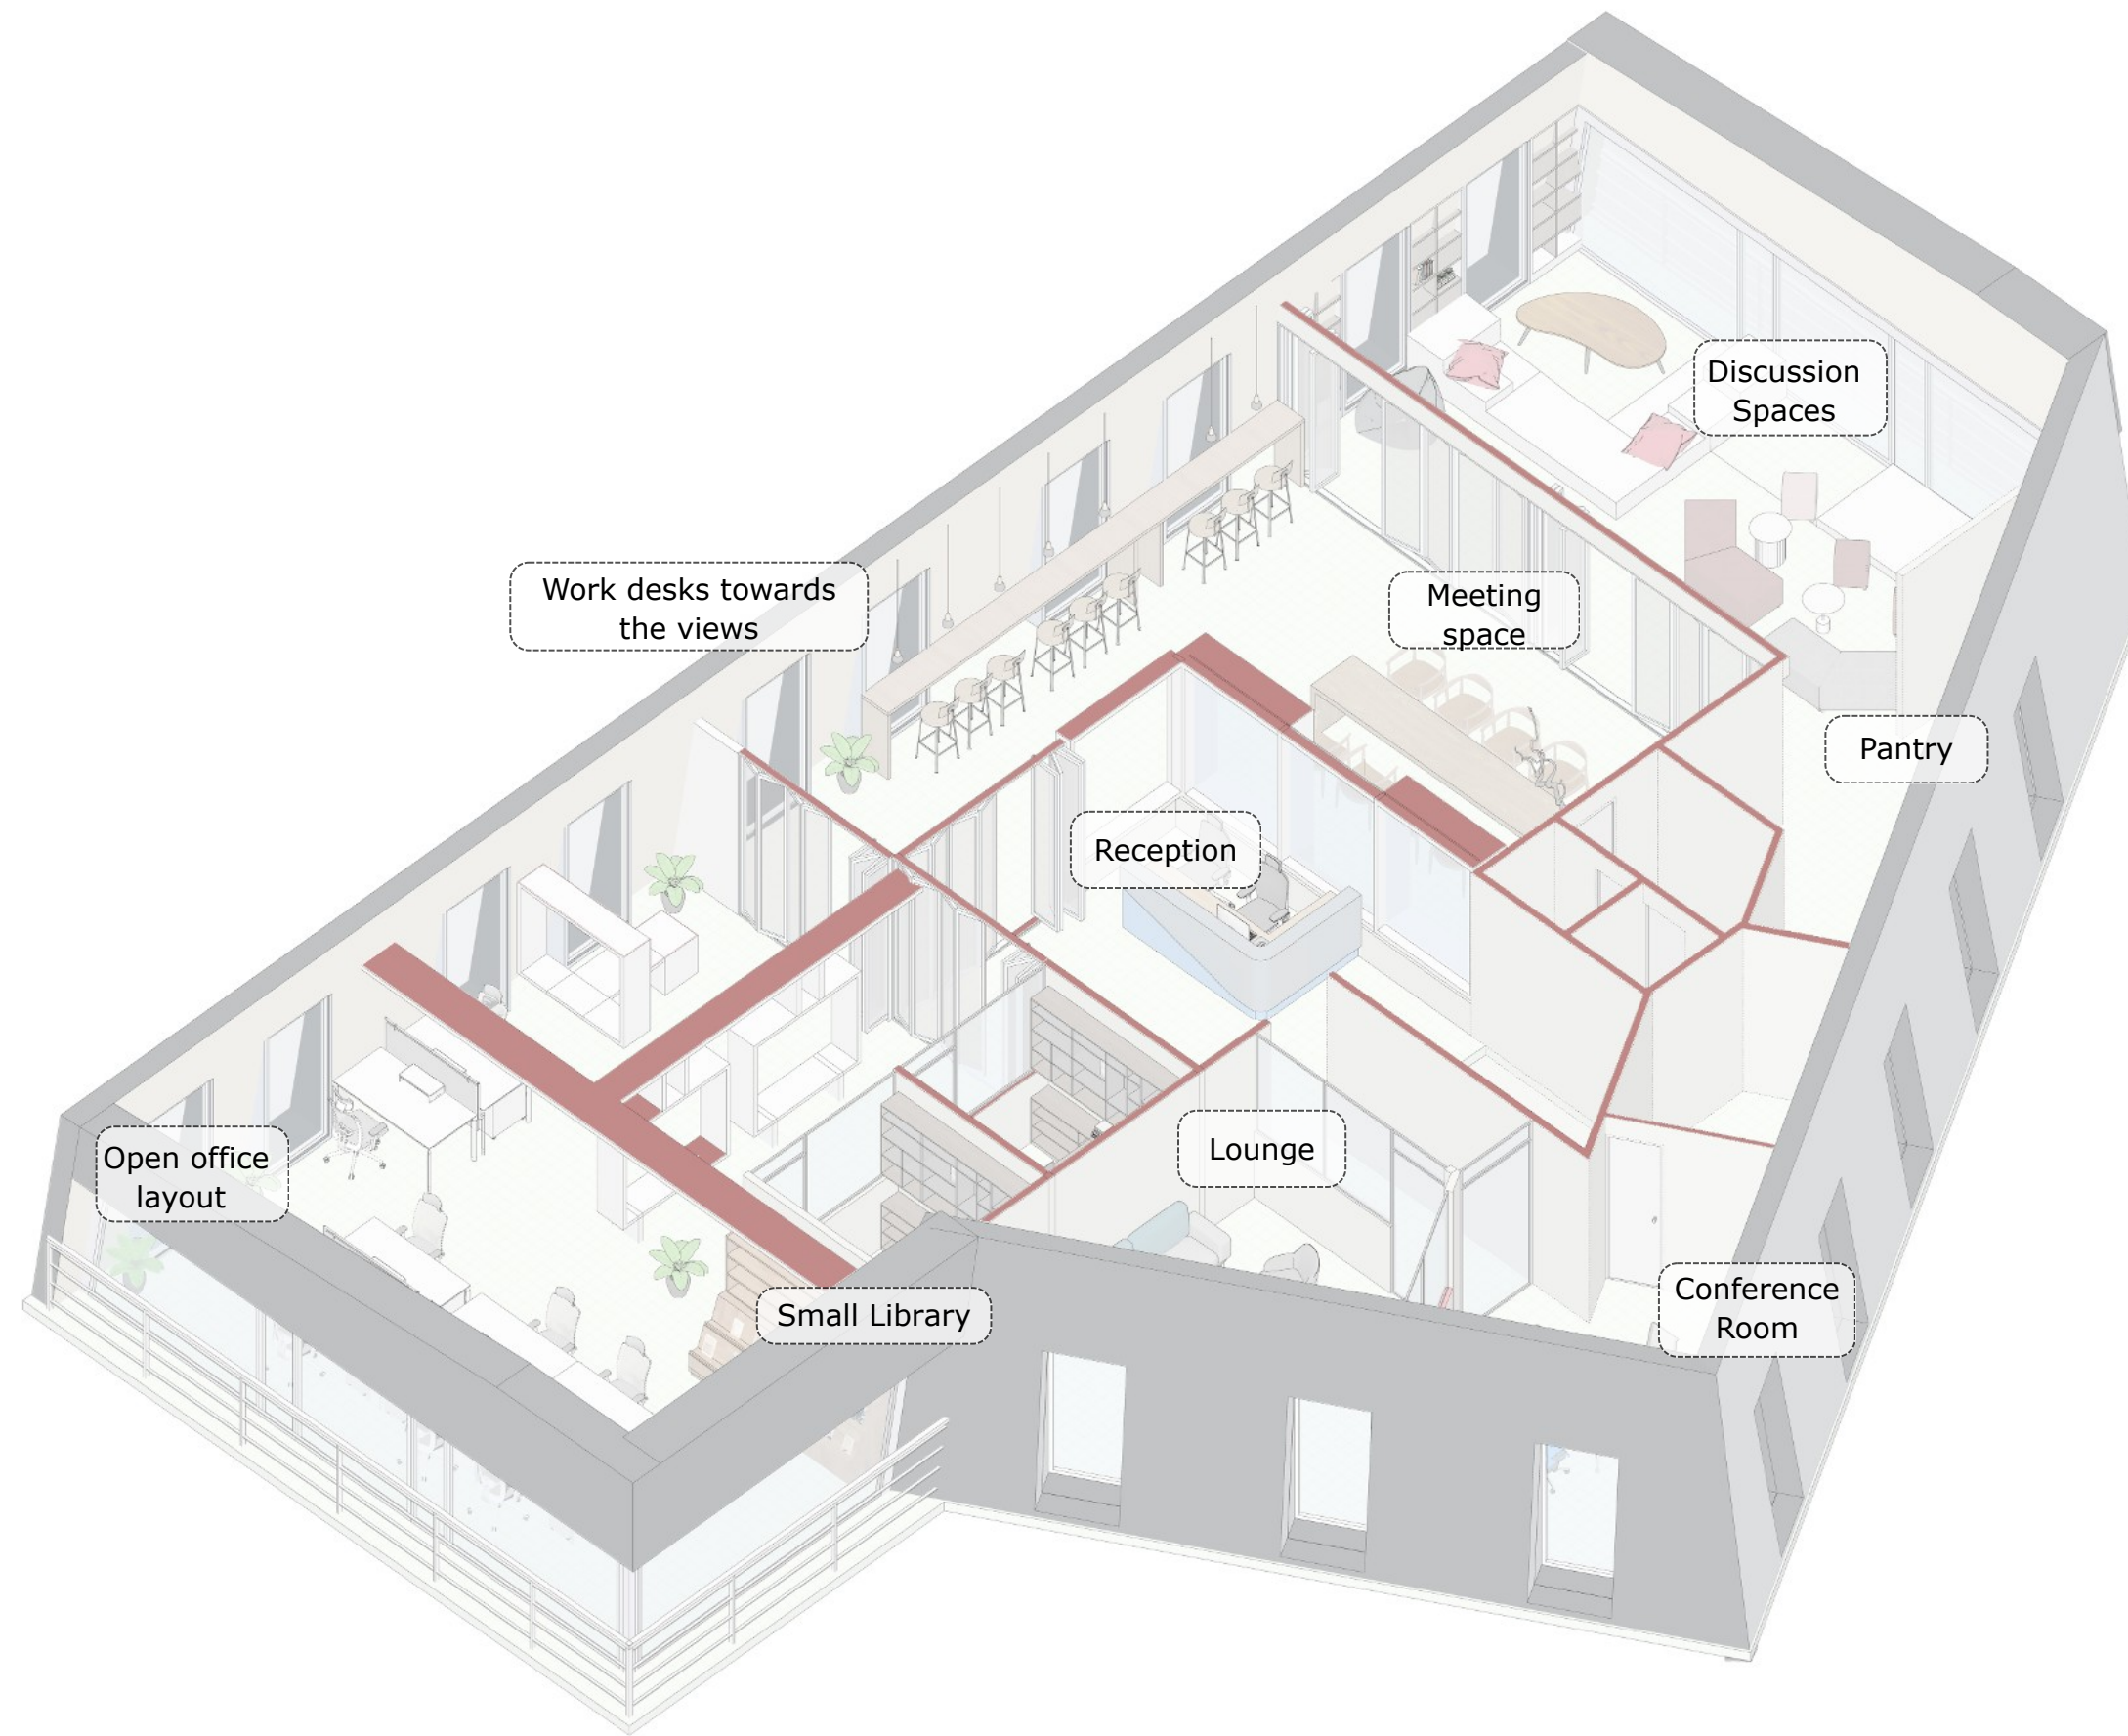 Discussion
Spaces
Work desks towards
the views
Meeting
space
Pantry
Reception
Open office
layout
Lounge
Small Library
Conference
Room